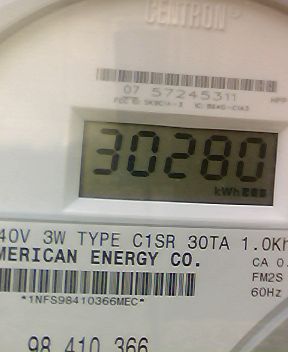 CENTRON®
07 57245311
30280
kWh
40V 3W TYPE C1SR 30TA 1.0Kh
MERICAN ENERGY CO.
CA 0.
FM2S
60Hz
*1NFS98410366MEC*
98 410 366